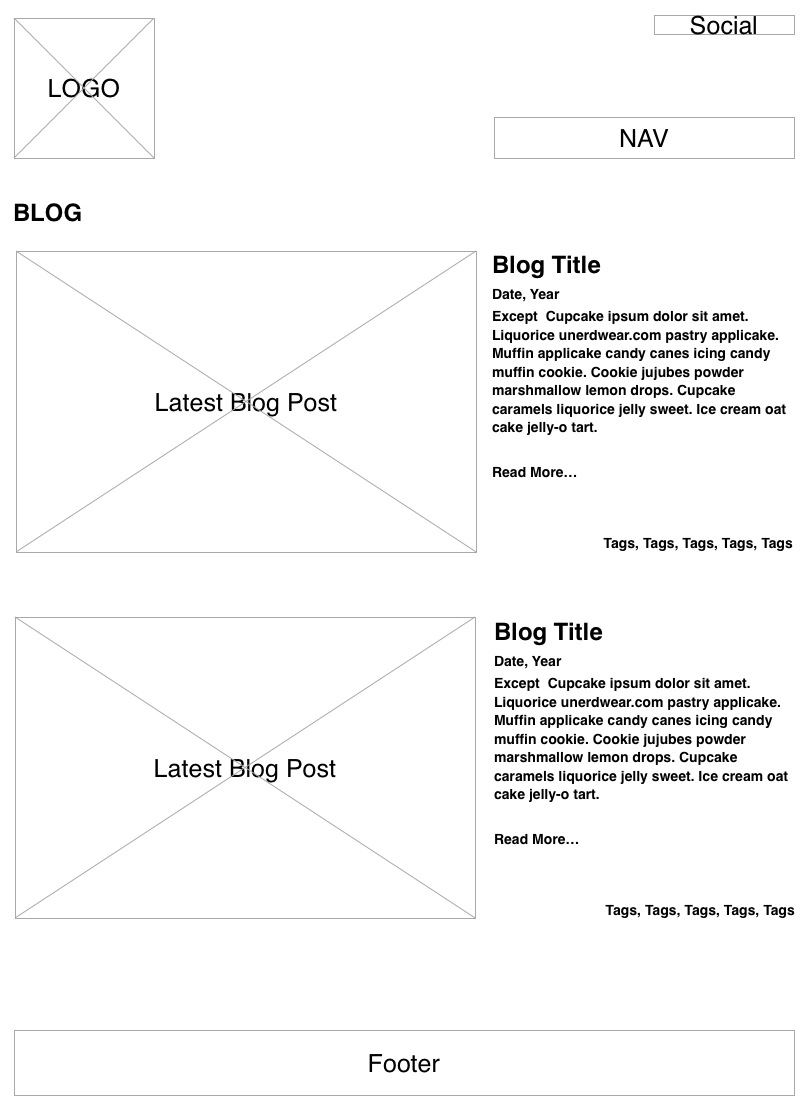 Social
LOGO
NAV
BLOG
Latest Blog Post
Blog Title
Date, Year
Except  Cupcake ipsum dolor sit amet.
Liquorice unerdwear.com pastry applicake.
Muffin applicake candy canes icing candy
muffin cookie. Cookie jujubes powder
marshmallow lemon drops. Cupcake
caramels liquorice jelly sweet. Ice cream oat
cake jelly-o tart.
Read More…
Tags, Tags, Tags, Tags, Tags
Latest Blog Post
Blog Title
Date, Year
Except  Cupcake ipsum dolor sit amet.
Liquorice unerdwear.com pastry applicake.
Muffin applicake candy canes icing candy
muffin cookie. Cookie jujubes powder
marshmallow lemon drops. Cupcake
caramels liquorice jelly sweet. Ice cream oat
cake jelly-o tart.
Read More…
Tags, Tags, Tags, Tags, Tags
Footer